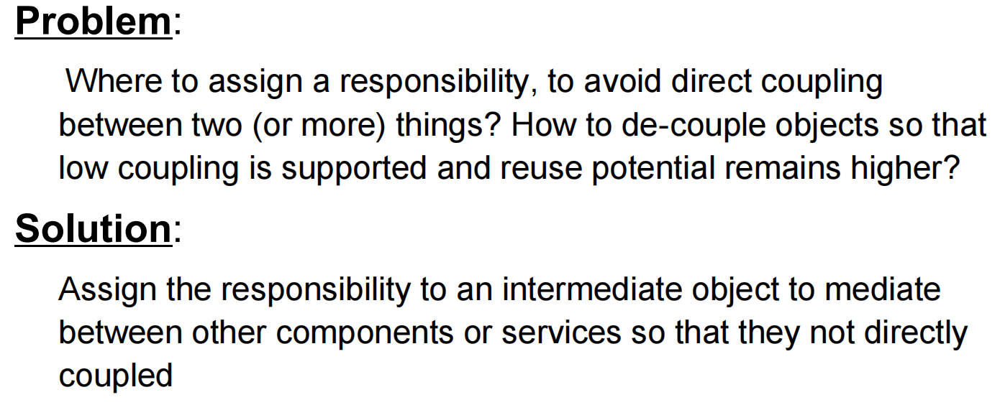 Problem:
Where to assign a responsibility, to avoid direct coupling
between two (or more) things? How to de-couple objects so that
low coupling is supported and reuse potential remains higher?
Solution:
Assign the responsibility to an intermediate object to mediate
between other components or services so that they not directly
coupled